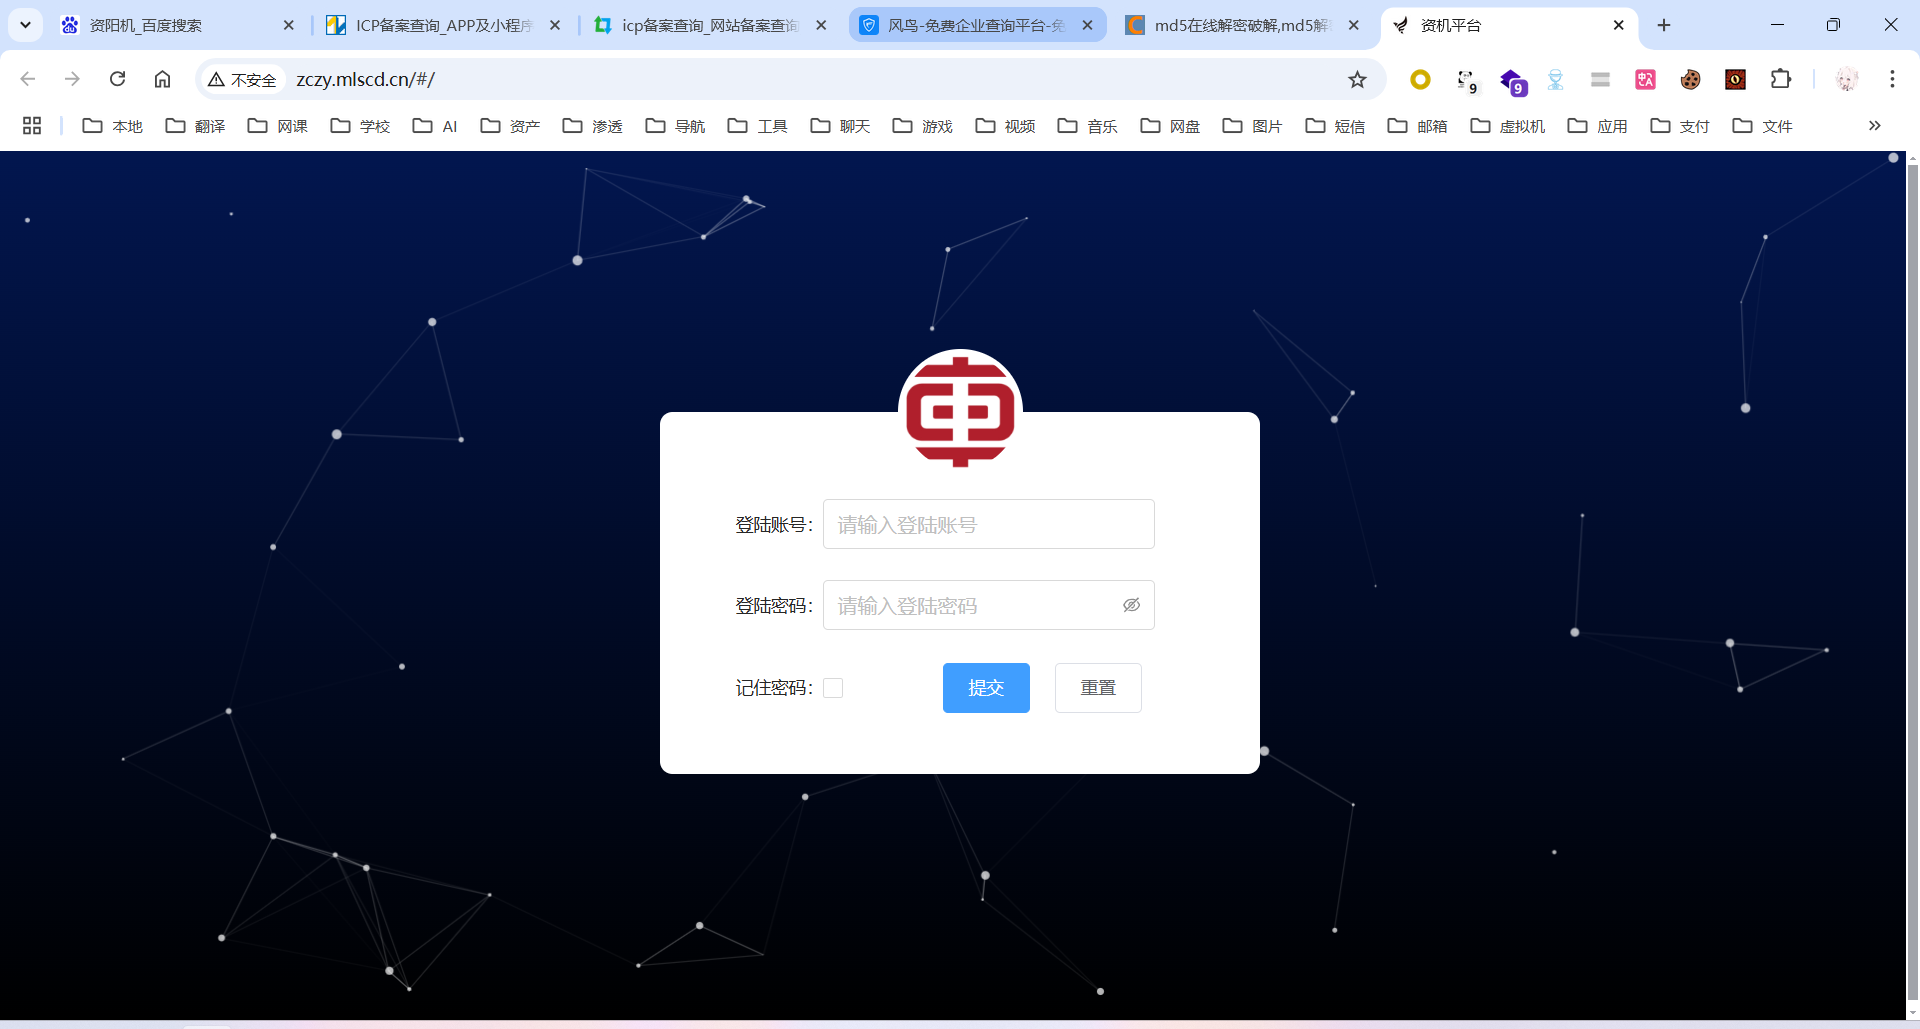 资阳机_百度搜索
ICP备案查询_APP及小程序
icp备案查询_网站备案查询
风鸟-免费企业查询平台-免
md5在线解密破解,md5解
资机平台
不安全
zczy.mlscd.cn/#/
9
9
本地
翻译
网课
学校
AI
资产
渗透
导航
工具
聊天
游戏
视频
音乐
网盘
图片
短信
邮箱
虚拟机
应用
支付
文件
登陆账号：
请输入登陆账号
登陆密码：
请输入登陆密码
记住密码：
提交
重置